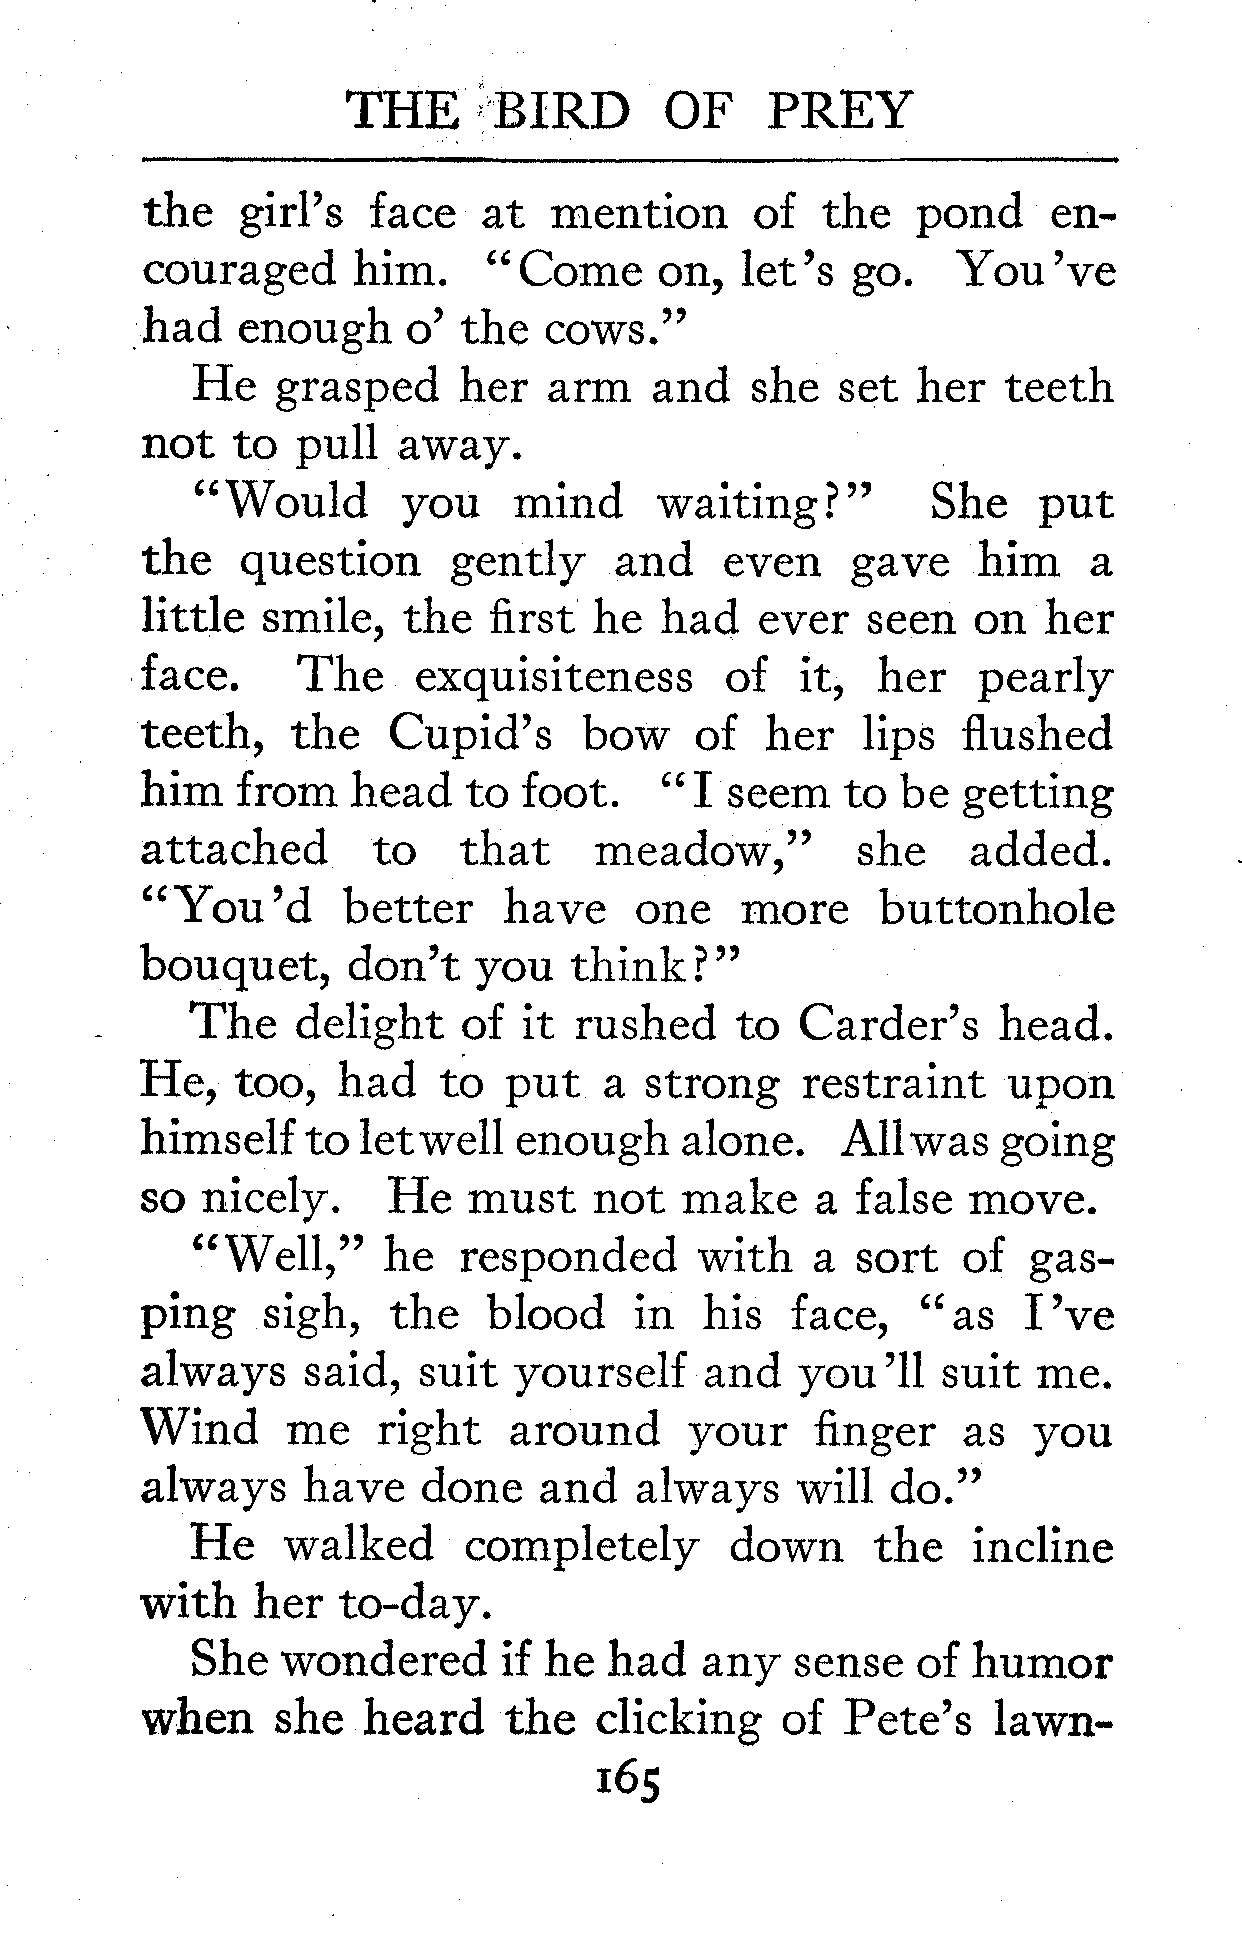 THE BIRD OF PREY
the girl's face at mention of the pond en-
couraged him. "Come on, let's go. You've
had enough o' the cows."
He grasped her arm and she set her teeth
not to pull away.
"Would you mind waiting?" She put
the question gently and even gave him a
little smile, the first he had ever seen on her
face. The exquisiteness of it, her pearly
teeth, the Cupid's bow of her lips flushed
him from head to foot. "I seem to be getting
attached to that meadow," she added.
"You'd better have one more buttonhole
bouquet, don't you think?"
The delight of it rushed to Carder's head.
He, too, had to put a strong restraint upon
himself to let well enough alone. All was going
so nicely. He must not make a false move.
"Well," he responded with a sort of gas-
ping sigh, the blood in his face, "as I've
always said, suit yourself and you'll suit me.
Wind me right around your finger as you
always have done and always will do."
He walked completely down the incline
with her to-day.
She wondered if he had any sense of humor
when she heard the clicking of Pete's lawn-
165